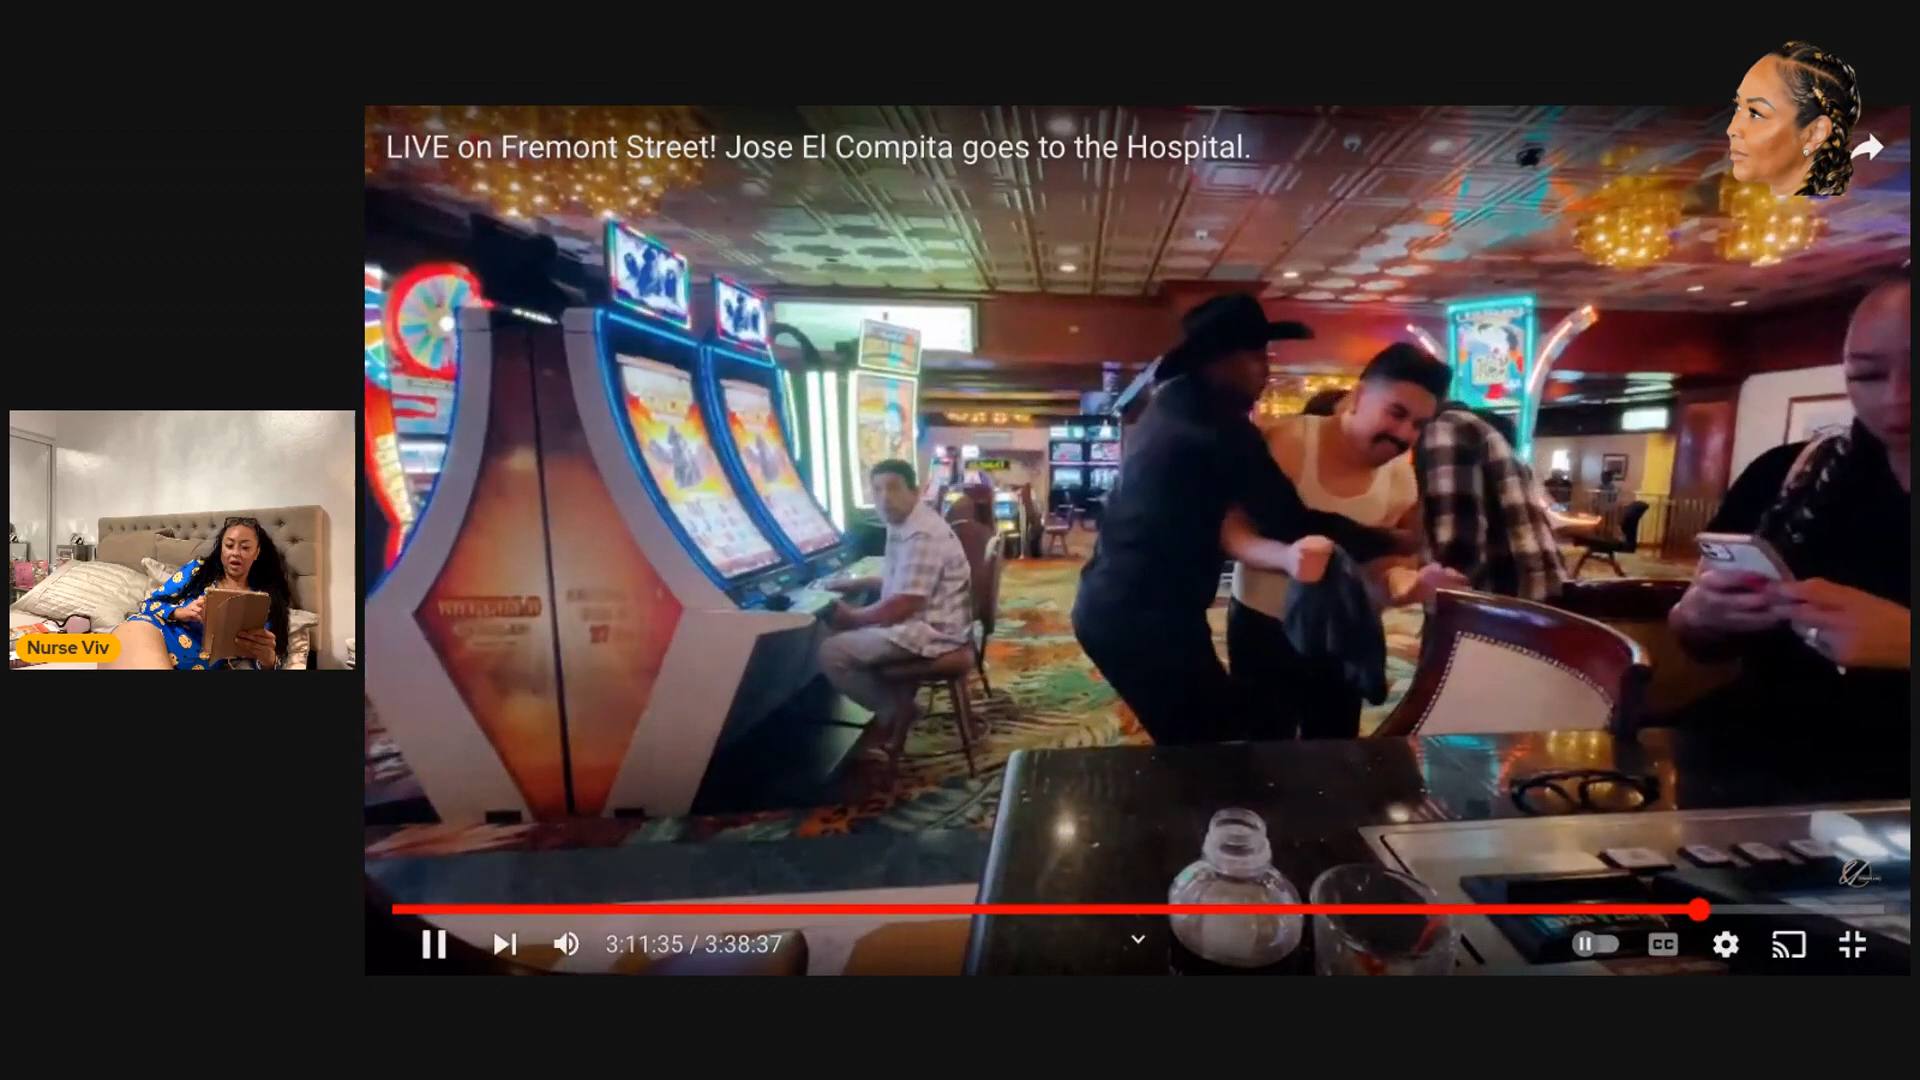 LIVE on Fremont Street! Jose El Compita goes to the Hospital.
Nurse Viv
3:11:35 / 3:38:37
CC